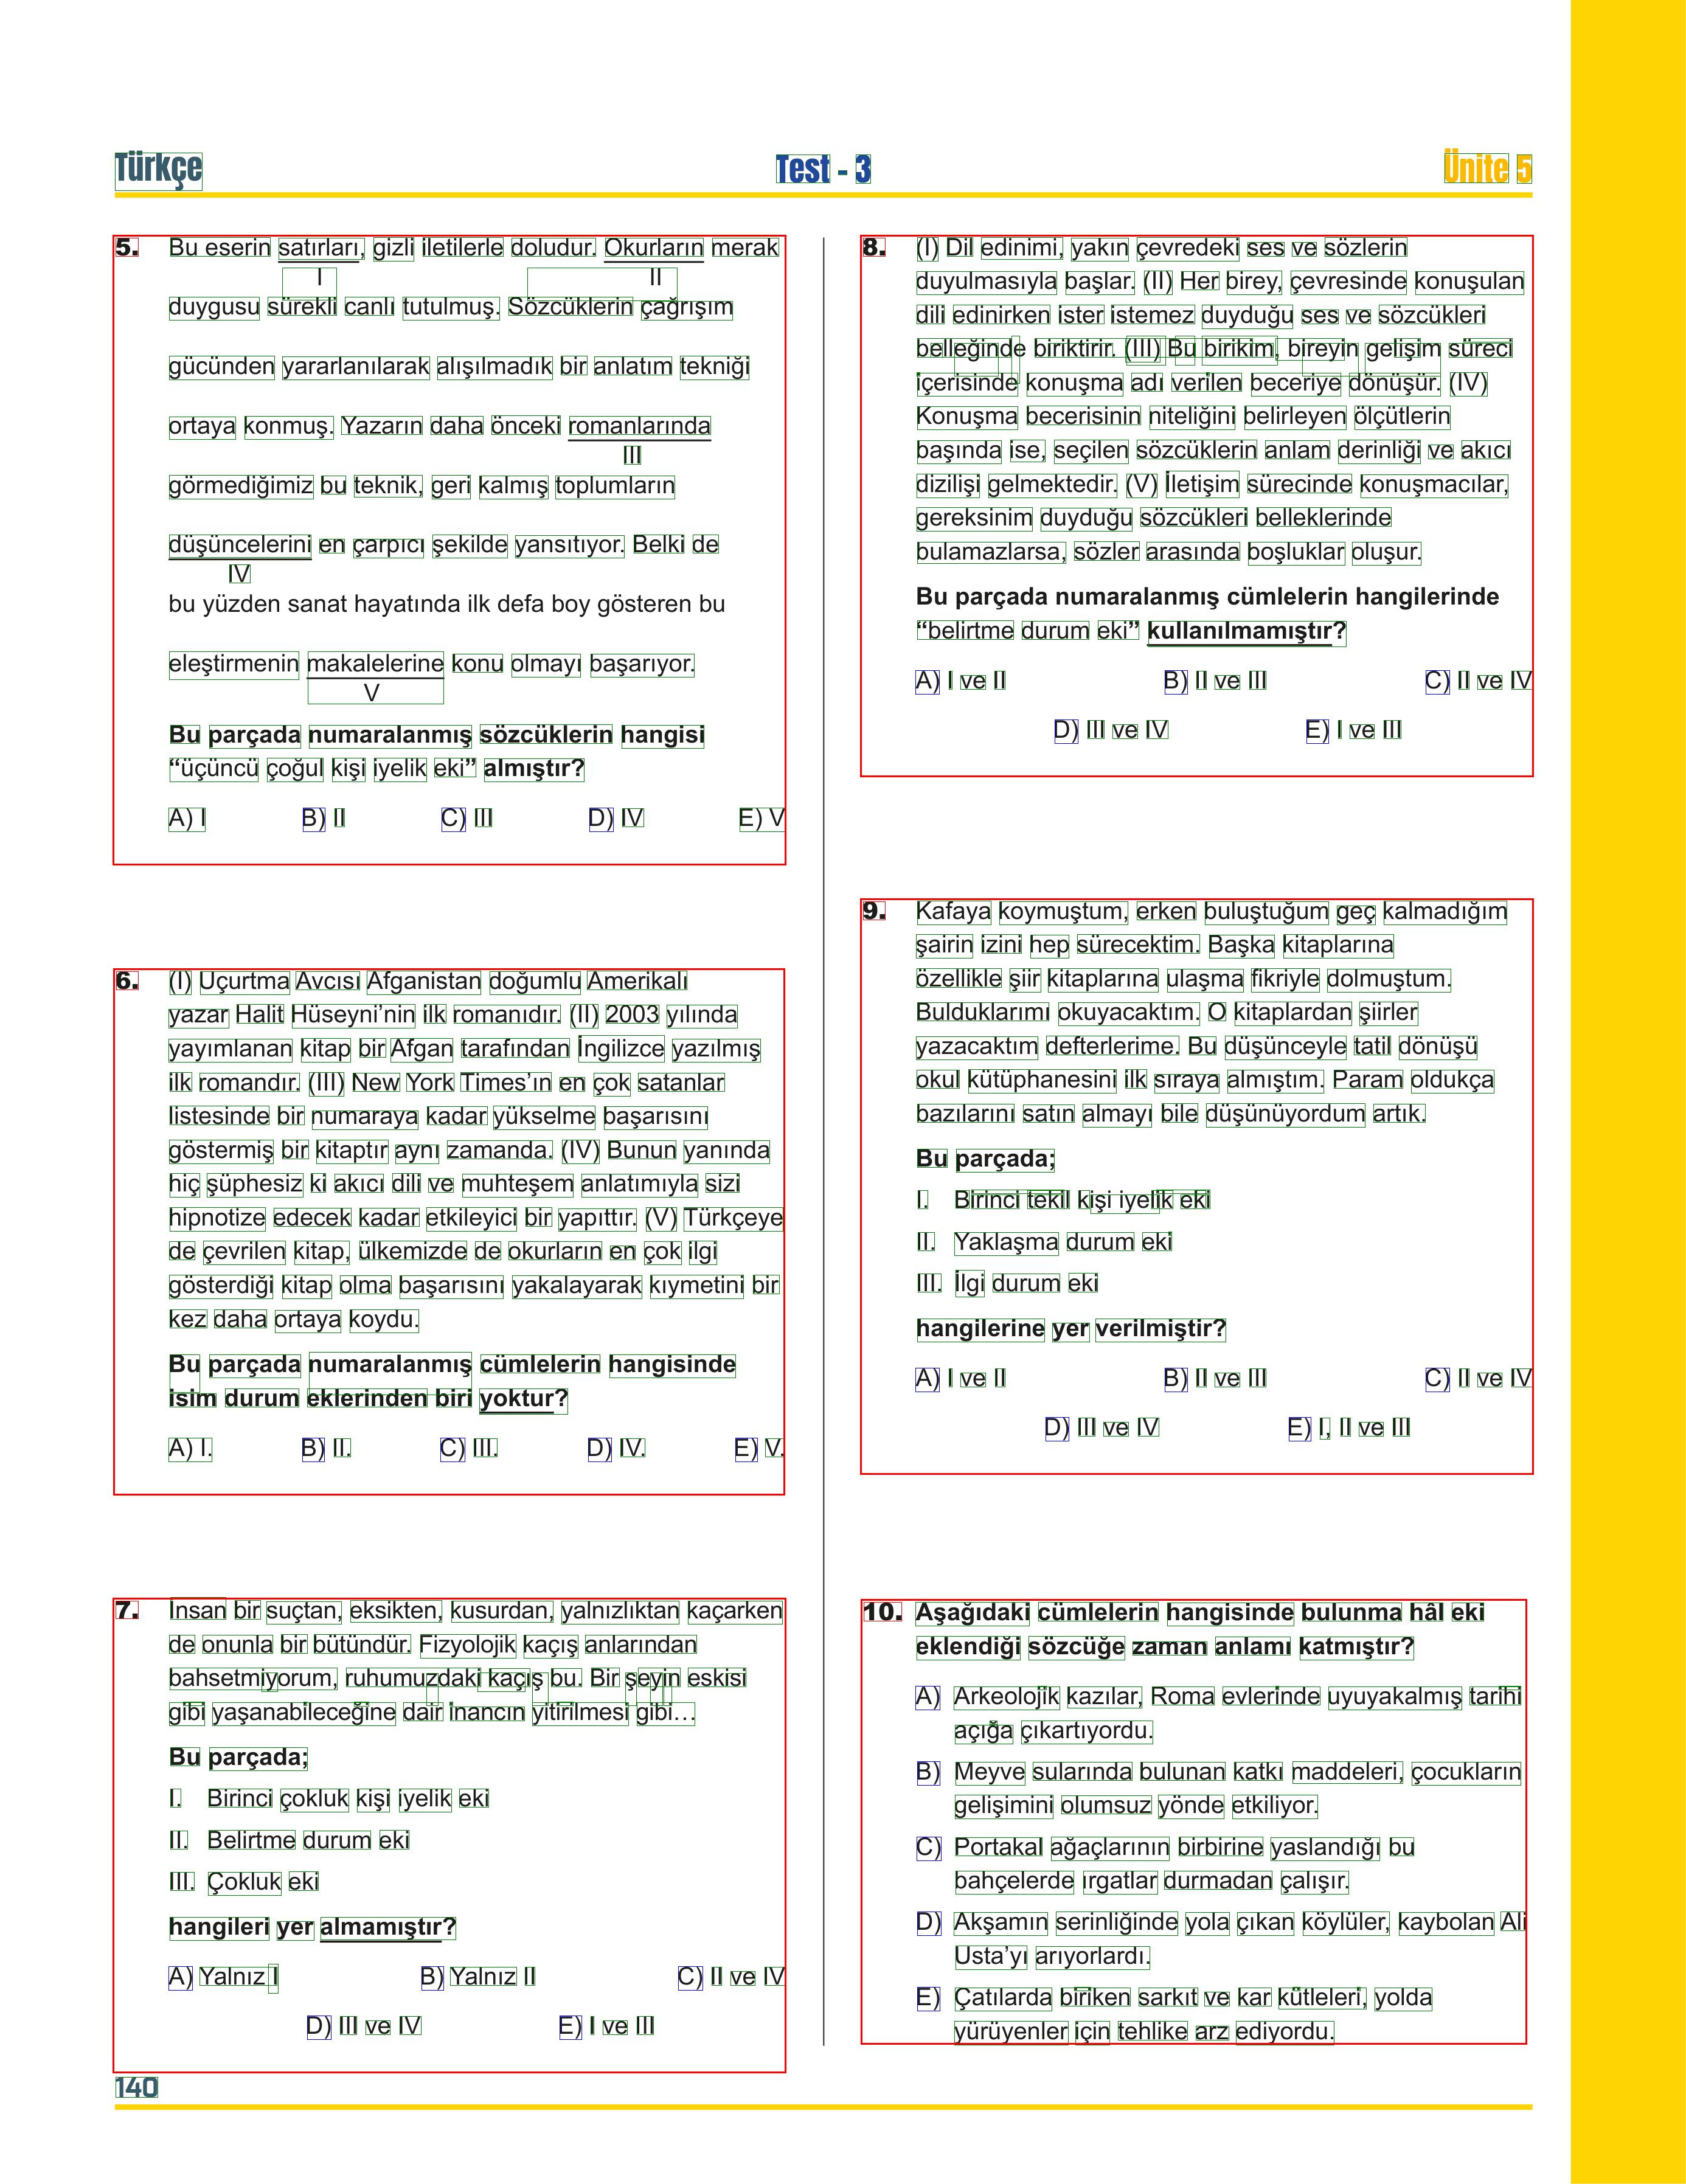 Türkçe
Test - 3
Ünite 5
5. Bu eserin satırları, gizli iletilerle doludur. Okurların merak
I II
duygusu sürekli canlı tutulmuş. Sözcüklerin çağrışım
gücünden yararlanılarak alışılmadık bir anlatım tekniği
ortaya konmuş. Yazarın daha önceki romanlarında
III
görmediğimiz bu teknik, geri kalmış toplumların
düşüncelerini en çarpıcı şekilde yansıtıyor. Belki de
IV
bu yüzden sanat hayatında ilk defa boy gösteren bu
eleştirmenin makalelerine konu olmayı başarıyor.
V
Bu parçada numaralanmış sözcüklerin hangisi
“üçüncü çoğul kişi iyelik eki” almıştır?
A) I B) II C) III D) IV E) V
6. (I) Uçurtma Avcısı Afganistan doğumlu Amerikalı
yazar Halit Hüseyni’nin ilk romanıdır. (II) 2003 yılında
yayımlanan kitap bir Afgan tarafından İngilizce yazılmış
ilk romandır. (III) New York Times’ın en çok satanlar
listesinde bir numaraya kadar yükselme başarısını
göstermiş bir kitaptır aynı zamanda. (IV) Bunun yanında
hiç şüphesiz ki akıcı dili ve muhteşem anlatımıyla sizi
hipnotize edecek kadar etkileyici bir yapıttır. (V) Türkçeye
de çevrilen kitap, ülkemizde de okurların en çok ilgi
gösterdiği kitap olma başarısını yakalayarak kıymetini bir
kez daha ortaya koydu.
Bu parçada numaralanmış cümlelerin hangisinde
isim durum eklerinden biri yoktur?
A) I. B) II. C) III. D) IV. E) V.
7. İnsan bir suçtan, eksikten, kusurdan, yalnızlıktan kaçarken
de onunla bir bütündür. Fizyolojik kaçış anlarından
bahsetmiyorum, ruhumuzdaki kaçış bu. Bir şeyin eskisi
gibi yaşanabileceğine dair inancın yitirilmesi gibi…
Bu parçada;
I. Birinci çokluk kişi iyelik eki
II. Belirtme durum eki
III. Çokluk eki
hangileri yer almamıştır?
A) Yalnız I B) Yalnız II C) II ve IV
D) III ve IV E) I ve III
140
8. (I) Dil edinimi, yakın çevredeki ses ve sözlerin
duyulmasıyla başlar. (II) Her birey, çevresinde konuşulan
dili edinirken ister istemez duyduğu ses ve sözcükleri
belleğinde biriktirir. (III) Bu birikim, bireyin gelişim süreci
içerisinde konuşma adı verilen beceriye dönüşür. (IV)
Konuşma becerisinin niteliğini belirleyen ölçütlerin
başında ise, seçilen sözcüklerin anlam derinliği ve akıcı
dizilişi gelmektedir. (V) İletişim sürecinde konuşmacılar,
gereksinim duyduğu sözcükleri belleklerinde
bulamazlarsa, sözler arasında boşluklar oluşur.
Bu parçada numaralanmış cümlelerin hangilerinde
“belirtme durum eki” kullanılmamıştır?
A) I ve II B) II ve III C) II ve IV
D) III ve IV E) I ve III
9. Kafaya koymuştum, erken buluştuğum geç kalmadığım
şairin izini hep sürecektim. Başka kitaplarına
özellikle şiir kitaplarına ulaşma fikriyle dolmuştum.
Bulduklarımı okuyacaktım. O kitaplardan şiirler
yazacaktım defterlerime. Bu düşünceyle tatil dönüşü
okul kütüphanesini ilk sıraya almıştım. Param oldukça
bazılarını satın almayı bile düşünüyordum artık.
Bu parçada;
I. Birinci tekil kişi iyelik eki
II. Yaklaşma durum eki
III. İlgi durum eki
hangilerine yer verilmiştir?
A) I ve II B) II ve III C) II ve IV
D) III ve IV E) I, II ve III
10. Aşağıdaki cümlelerin hangisinde bulunma hâl eki
eklendiği sözcüğe zaman anlamı katmıştır?
A) Arkeolojik kazılar, Roma evlerinde uyuyakalmış tarihi
açığa çıkartıyordu.
B) Meyve sularında bulunan katkı maddeleri, çocukların
gelişimini olumsuz yönde etkiliyor.
C) Portakal ağaçlarının birbirine yaslandığı bu
bahçelerde ırgatlar durmadan çalışır.
D) Akşamın serinliğinde yola çıkan köylüler, kaybolan Ali
Usta’yı arıyorlardı.
E) Çatılarda biriken sarkıt ve kar kütleleri, yolda
yürüyenler için tehlike arz ediyordu.